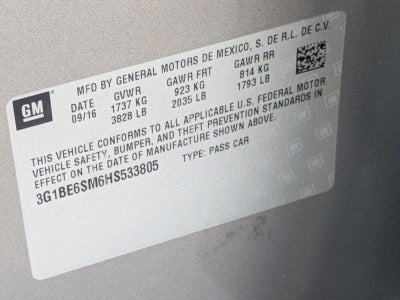 GM
MFD BY GENERAL MOTORS DE MEXICO, S. DE R.L. DE C.V.
DATE GVWR GAWR FRT GAWR RR
09/16 1737 KG 923 KG 814 KG
3828 LB 2035 LB 1793 LB
THIS VEHICLE CONFORMS TO ALL APPLICABLE U.S. FEDERAL MOTOR
VEHICLE SAFETY, BUMPER, AND THEFT PREVENTION STANDARDS IN
EFFECT ON THE DATE OF MANUFACTURE SHOWN ABOVE.
3G1BE6SM6HS533805 TYPE: PASS CAR